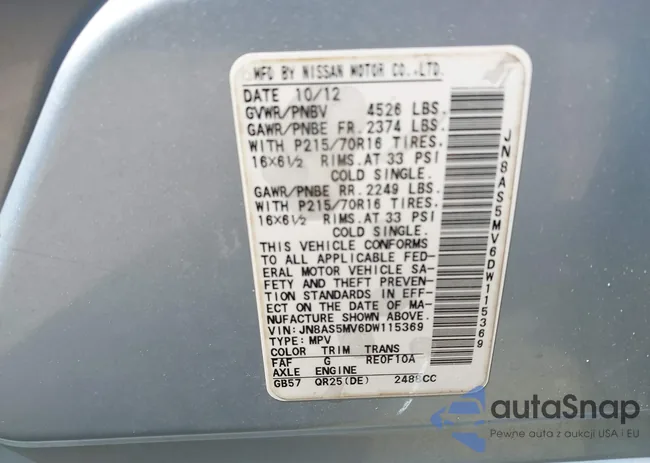 MFG BY NISSAN MOTOR CO.,LTD.
DATE 10/12
GVWR/PNBV 4526 LBS.
GAWR/PNBE FR. 2374 LBS.
WITH P215/70R16 TIRES.
16X6½ RIMS.AT 33 PSI
COLD SINGLE.
GAWR/PNBE RR. 2249 LBS.
WITH P215/70R16 TIRES.
16X6½ RIMS.AT 33 PSI
COLD SINGLE.
THIS VEHICLE CONFORMS
TO ALL APPLICABLE FED-
ERAL MOTOR VEHICLE SA-
FETY AND THEFT PREVEN-
TION STANDARDS IN EFF-
ECT ON THE DATE OF MA-
NUFACTURE SHOWN ABOVE.
VIN:JN8AS5MV6DW115369
TYPE: MPV
COLOR TRIM TRANS
FAF G RE0F10A
AXLE ENGINE
GB57 QR25(DE) 2488CC
JN8AS5MV6DW115369
autaSnap
Pewne auta z aukcji USA i EU